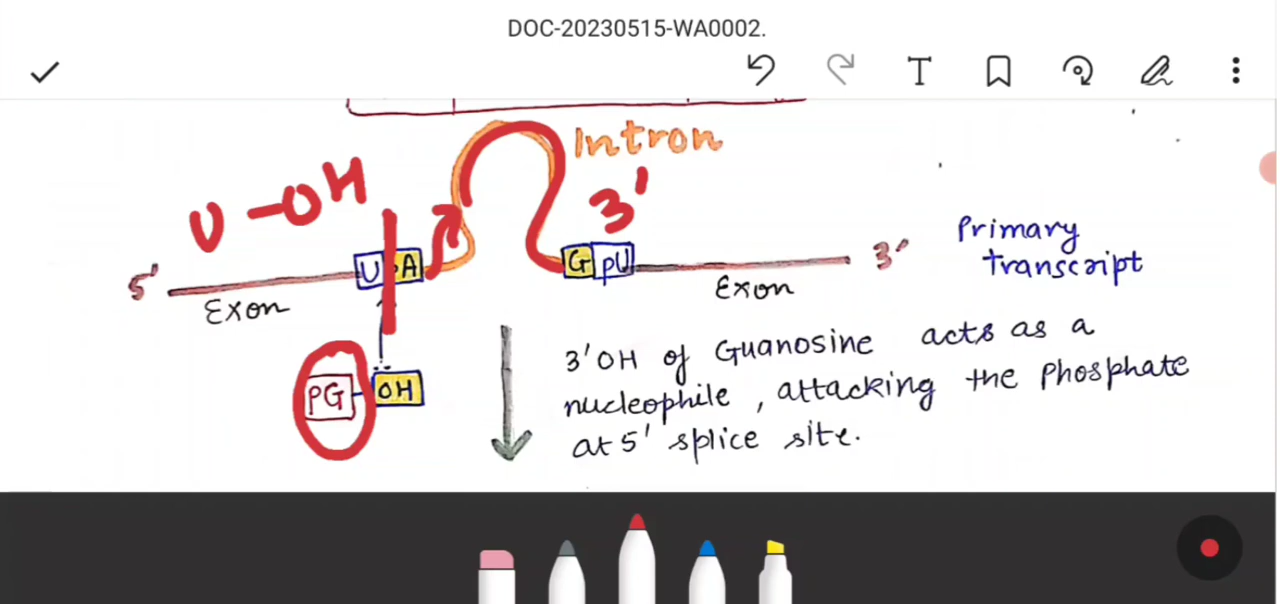 DOC-20230515-WA0002.
T
Intron
U-OH
3'
U pA
G pU
5'
3'
Exon
Exon
Primary
transcript
PG OH
3'OH of Guanosine acts as a
nucleophile, attacking the Phosphate
at 5' splice site.